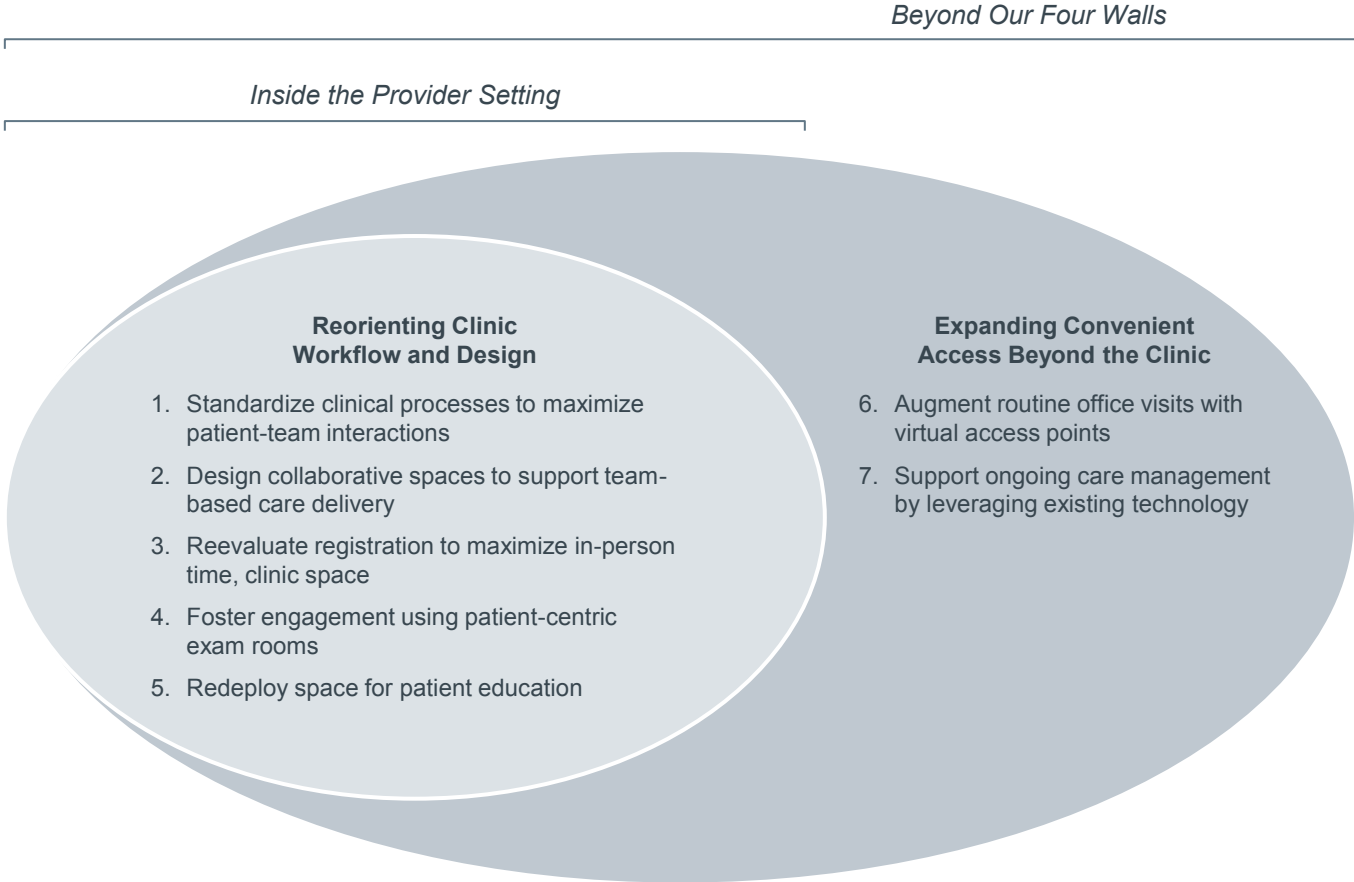 Beyond Our Four Walls
Inside the Provider Setting
Reorienting Clinic
Workflow and Design
1. Standardize clinical processes to maximize
patient-team interactions
2. Design collaborative spaces to support team-
based care delivery
3. Reevaluate registration to maximize in-person
time, clinic space
4. Foster engagement using patient-centric
exam rooms
5. Redeploy space for patient education
Expanding Convenient
Access Beyond the Clinic
6. Augment routine office visits with
virtual access points
7. Support ongoing care management
by leveraging existing technology